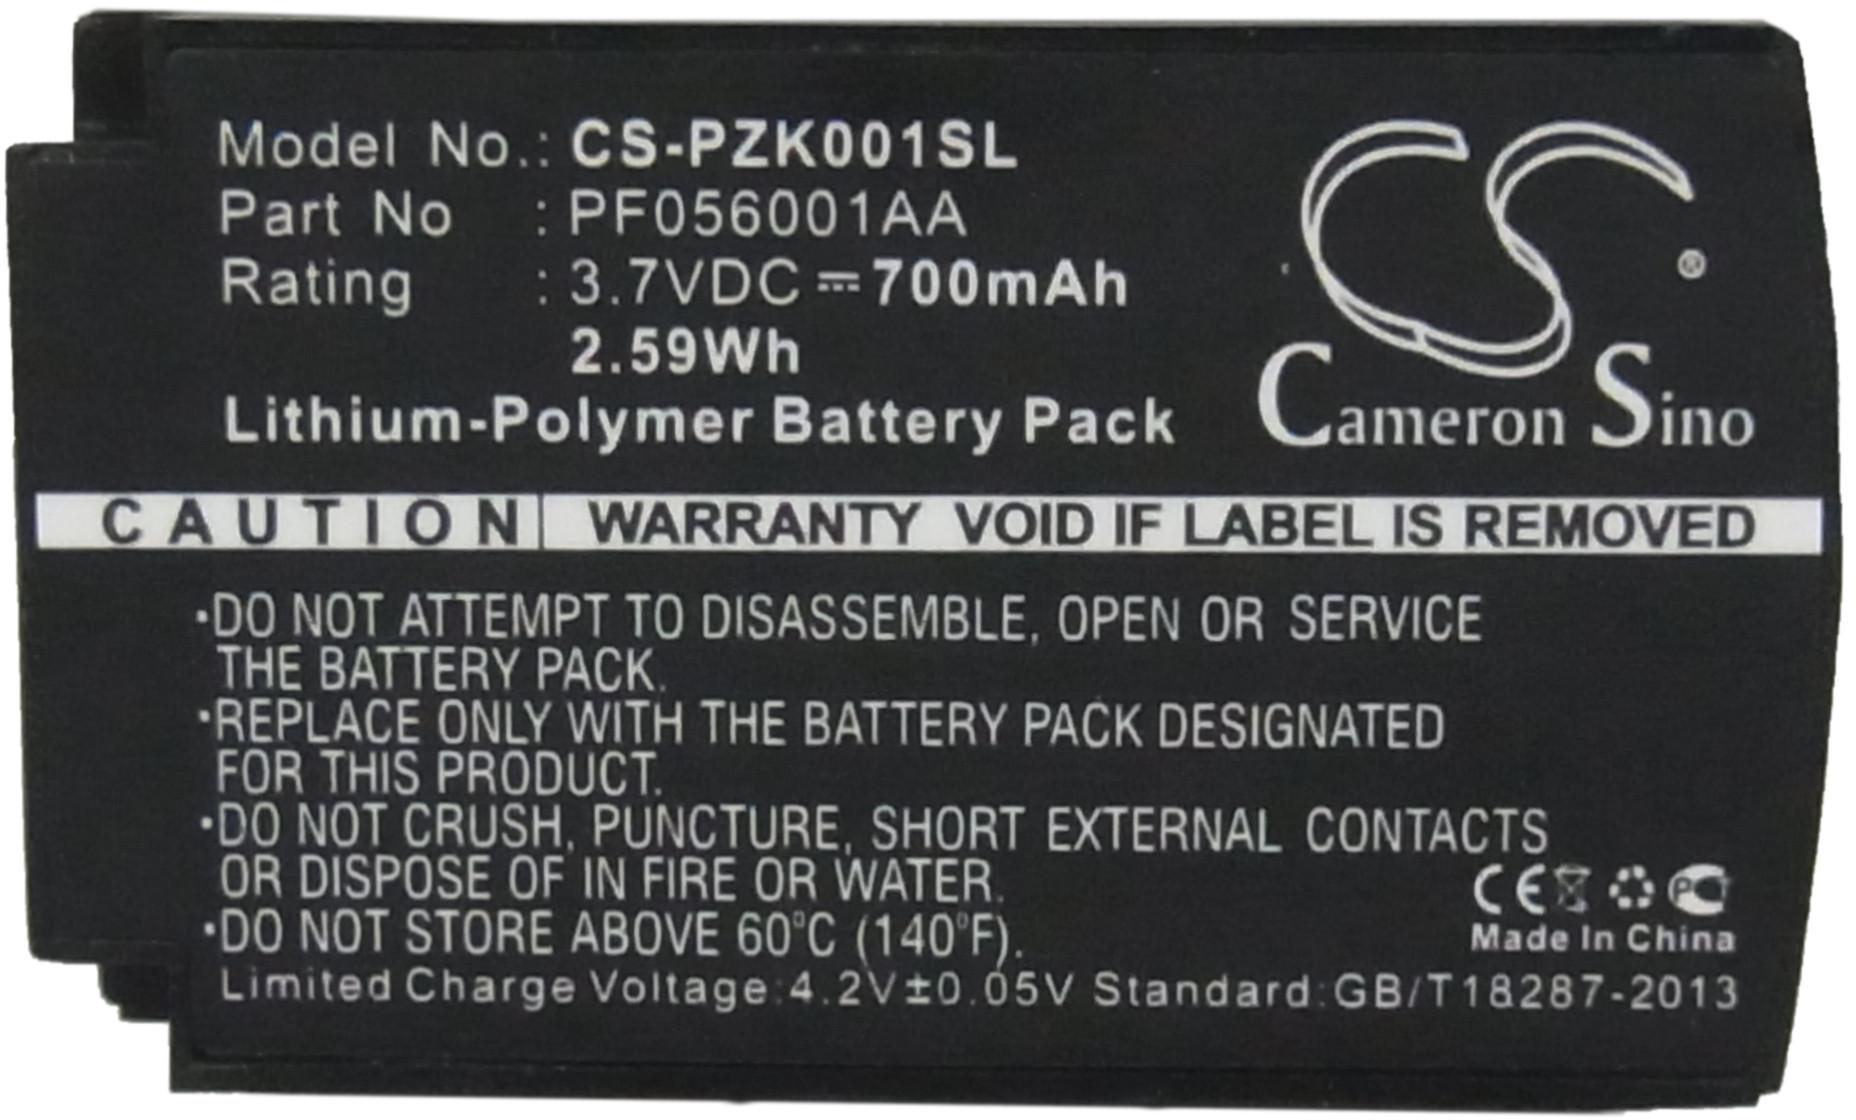 Model No.: CS-PZK001SL
Part No : PF056001AA
Rating : 3.7VDC ⎓ 700mAh
2.59Wh
Lithium-Polymer Battery Pack
CS
®
Cameron Sino
CAUTION WARRANTY VOID IF LABEL IS REMOVED
·DO NOT ATTEMPT TO DISASSEMBLE, OPEN OR SERVICE
THE BATTERY PACK.
·REPLACE ONLY WITH THE BATTERY PACK DESIGNATED
FOR THIS PRODUCT.
·DO NOT CRUSH, PUNCTURE, SHORT EXTERNAL CONTACTS
OR DISPOSE OF IN FIRE OR WATER.
·DO NOT STORE ABOVE 60°C (140°F).
CE PC
Made In China
Limited Charge Voltage:4.2V±0.05V Standard:GB/T18287-2013